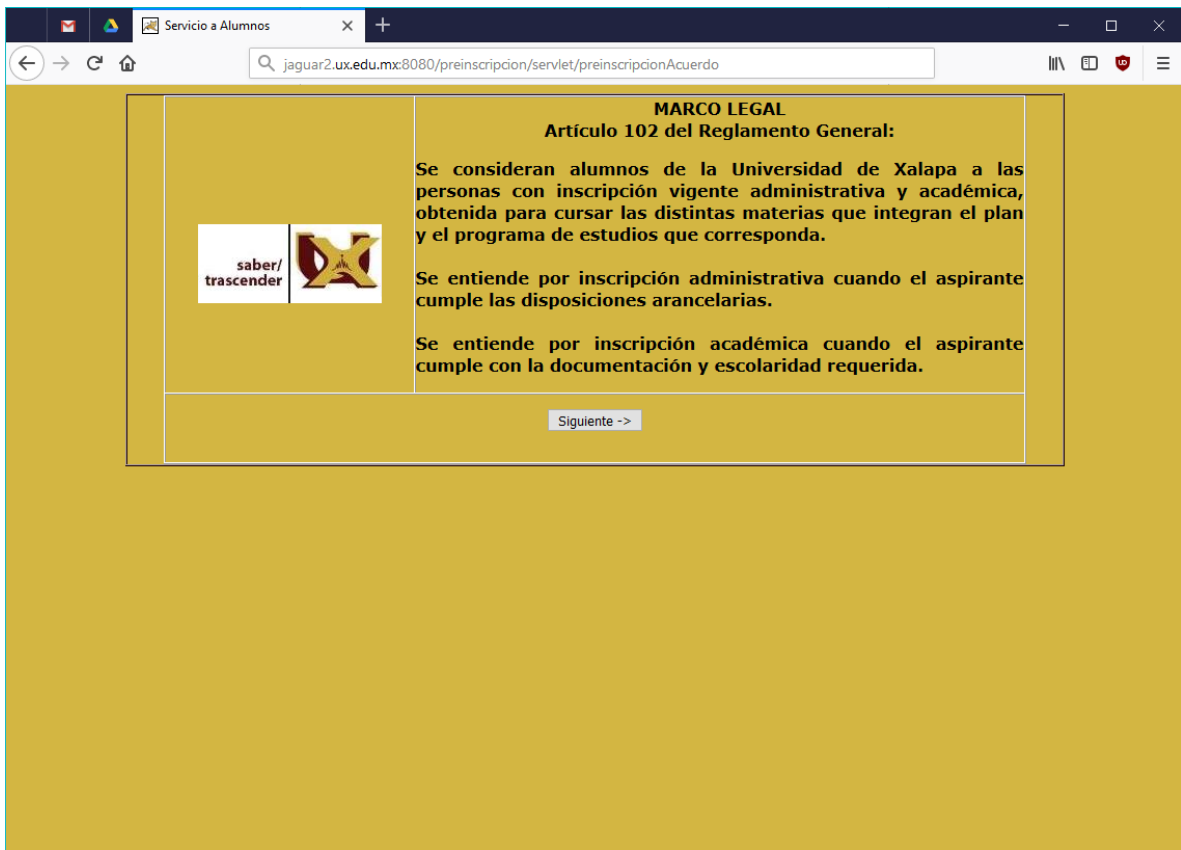 Servicio a Alumnos
jaguar2.ux.edu.mx:8080/preinscripcion/servlet/preinscripcionAcuerdo
MARCO LEGAL
Artículo 102 del Reglamento General:
Se consideran alumnos de la Universidad de Xalapa a las
personas con inscripción vigente administrativa y académica,
obtenida para cursar las distintas materias que integran el plan
y el programa de estudios que corresponda.
saber/
trascender
Se entiende por inscripción administrativa cuando el aspirante
cumple las disposiciones arancelarias.
Se entiende por inscripción académica cuando el aspirante
cumple con la documentación y escolaridad requerida.
Siguiente ->